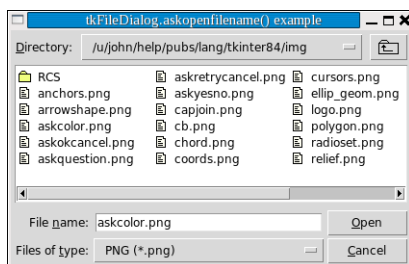 tkFileDialog.askopenfilename() example
Directory: /u/john/help/pubs/lang/tkinter84/img
RCS askretrycancel.png cursors.png
anchors.png askyesno.png ellip_geom.png
arrowshape.png capjoin.png logo.png
askcolor.png cb.png polygon.png
askokcancel.png chord.png radioset.png
askquestion.png coords.png relief.png
File name: askcolor.png Open
Files of type: PNG (*.png) Cancel